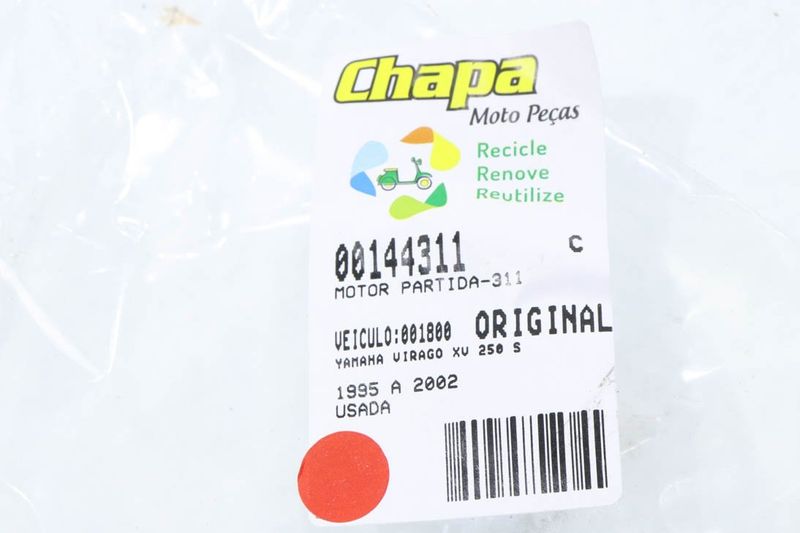 Chapa
Moto Peças
Recicle
Renove
Reutilize
00144311 C
MOTOR PARTIDA-311
VEICULO:001800 ORIGINAL
YAMAHA VIRAGO XV 250 S
1995 A 2002
USADA